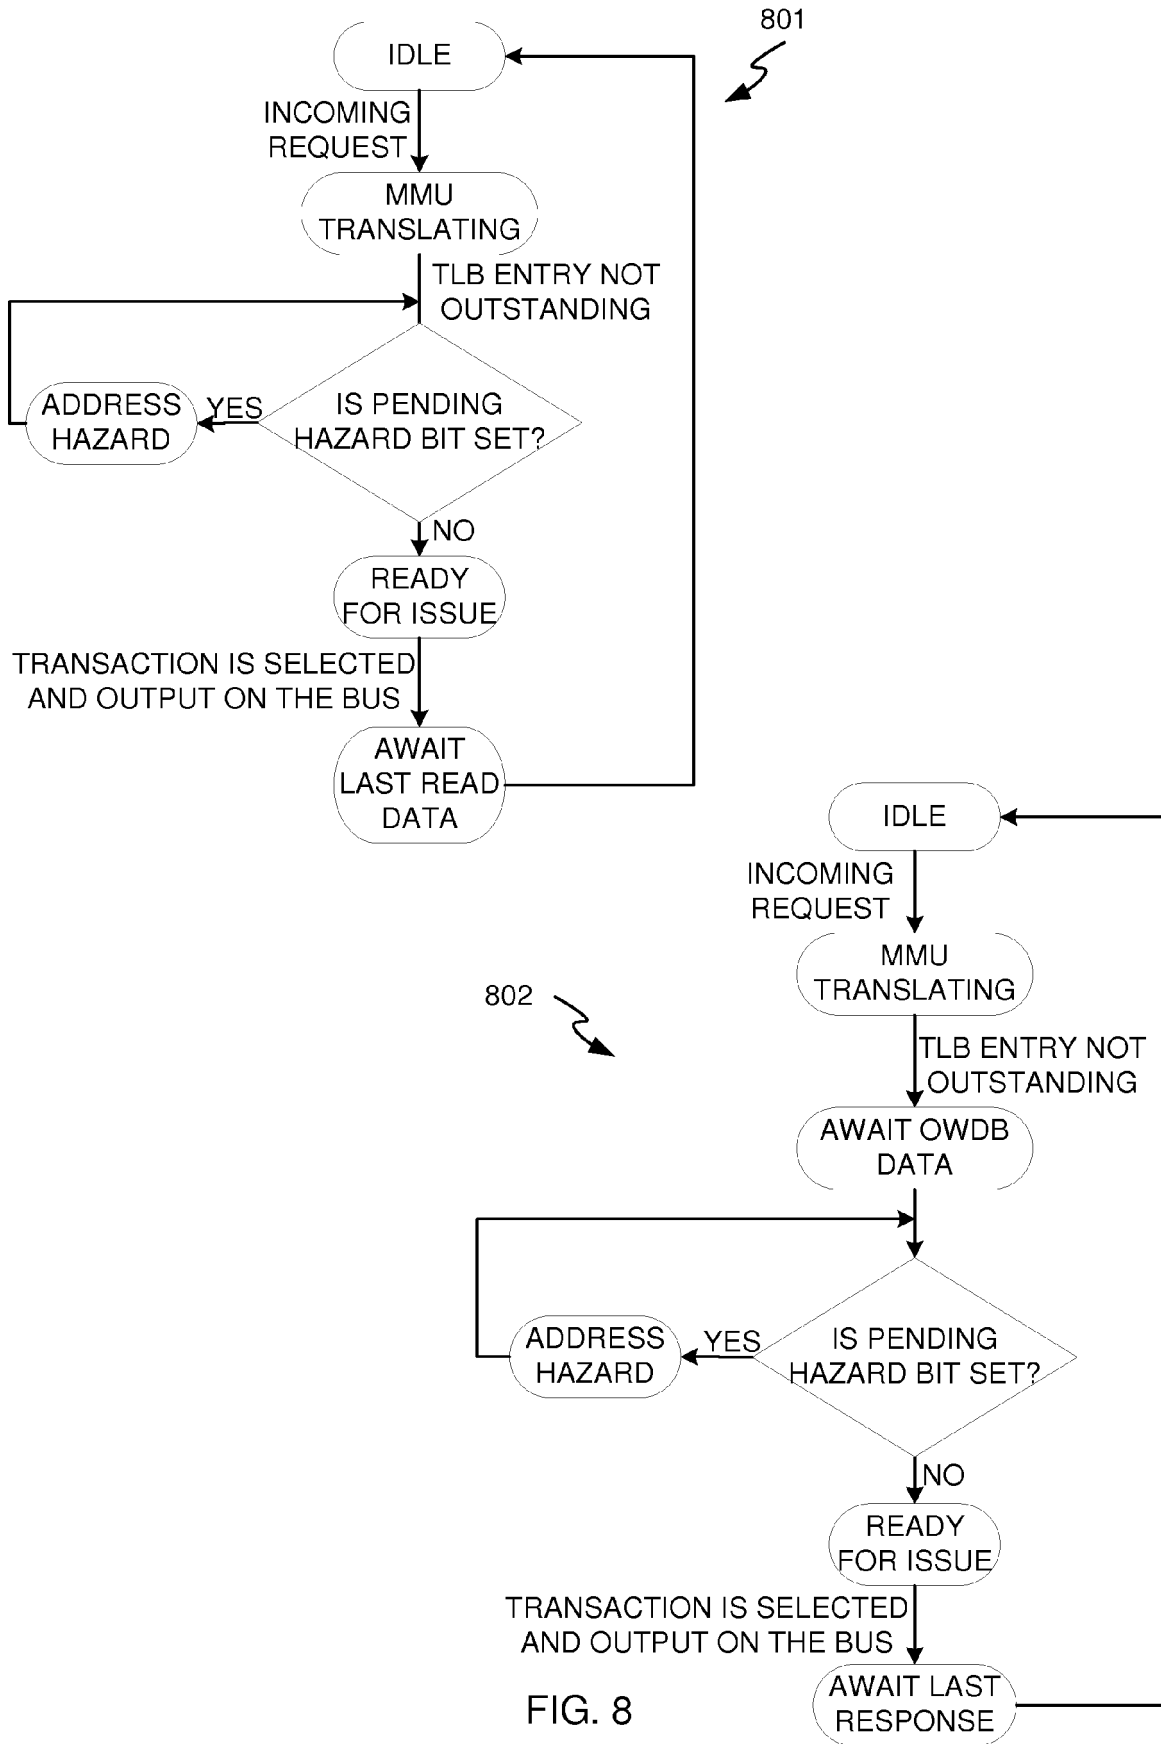 801
IDLE
INCOMING
REQUEST
MMU
TRANSLATING
TLB ENTRY NOT
OUTSTANDING
ADDRESS
HAZARD
YES
IS PENDING
HAZARD BIT SET?
NO
READY
FOR ISSUE
TRANSACTION IS SELECTED
AND OUTPUT ON THE BUS
AWAIT
LAST READ
DATA
802
IDLE
INCOMING
REQUEST
MMU
TRANSLATING
TLB ENTRY NOT
OUTSTANDING
AWAIT OWDB
DATA
ADDRESS
HAZARD
YES
IS PENDING
HAZARD BIT SET?
NO
READY
FOR ISSUE
TRANSACTION IS SELECTED
AND OUTPUT ON THE BUS
AWAIT LAST
RESPONSE
FIG. 8